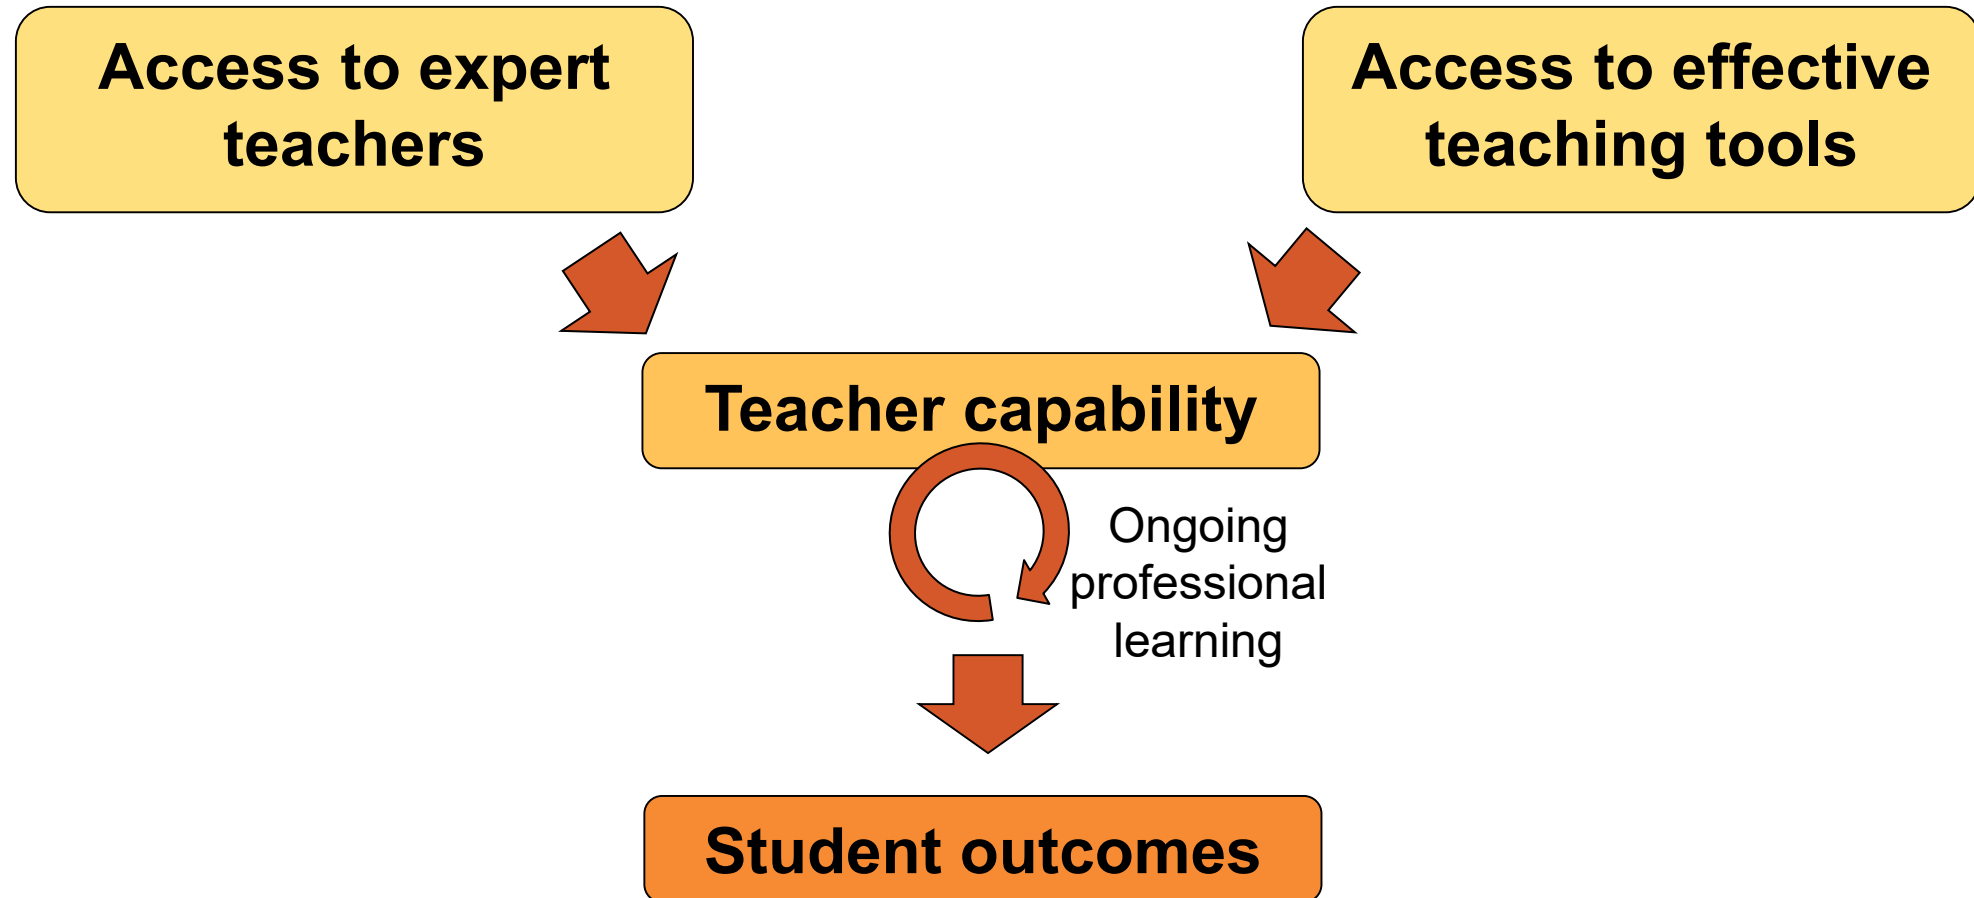 Access to expert
teachers
Access to effective
teaching tools
Teacher capability
Ongoing
professional
learning
Student outcomes